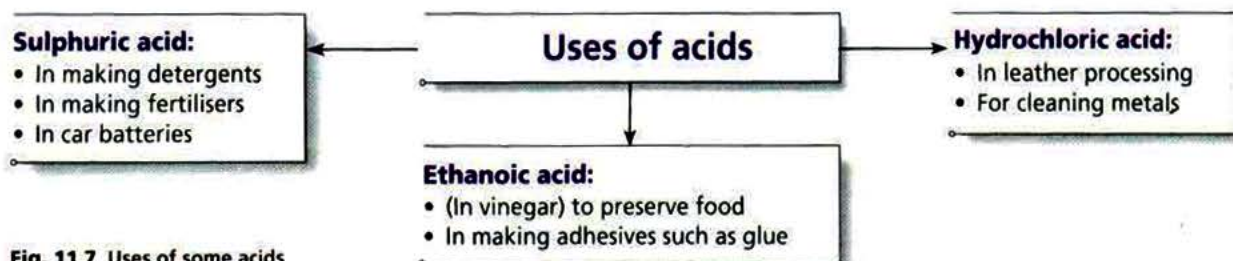 Uses of acids
Sulphuric acid:
• In making detergents
• In making fertilisers
• In car batteries
Hydrochloric acid:
• In leather processing
• For cleaning metals
Ethanoic acid:
• (In vinegar) to preserve food
• In making adhesives such as glue
Fig. 11.7 Uses of some acids